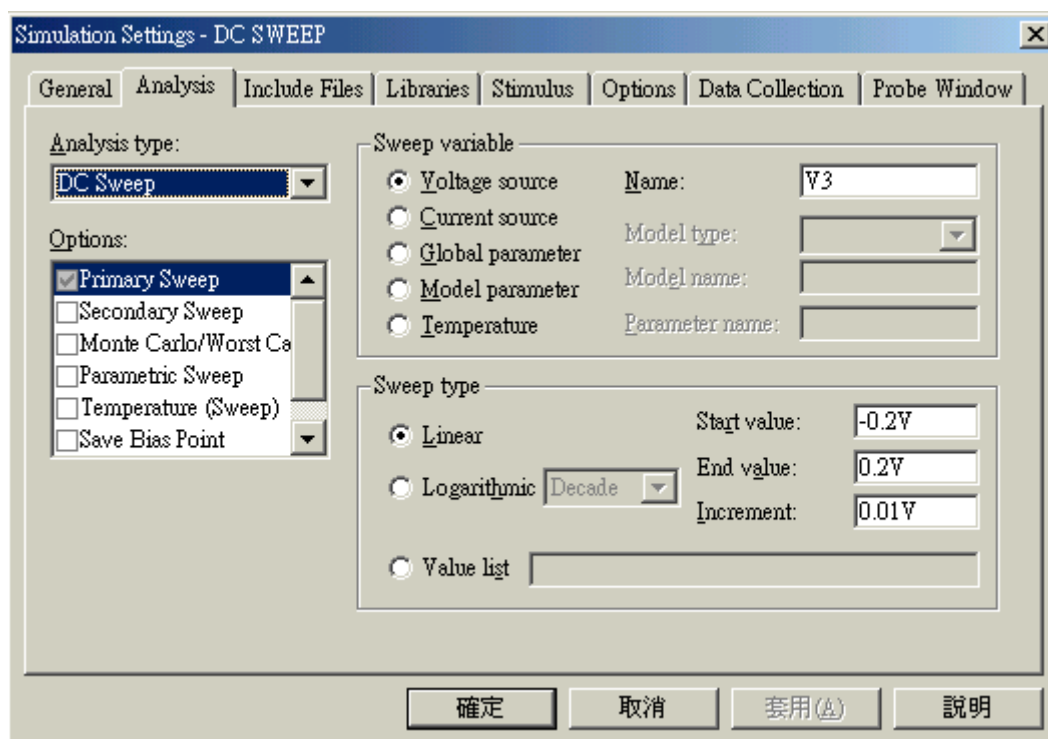 Simulation Settings - DC SWEEP
General Analysis Include Files Libraries Stimulus Options Data Collection Probe Window
Analysis type:
DC Sweep
Options:
Primary Sweep
Secondary Sweep
Monte Carlo/Worst Ca
Parametric Sweep
Temperature (Sweep)
Save Bias Point
Sweep variable
Voltage source
Current source
Global parameter
Model parameter
Temperature
Name: V3
Model type:
Model name:
Parameter name:
Sweep type
Linear
Logarithmic Decade
Value list
Start value: -0.2V
End value: 0.2V
Increment: 0.01V
確定 取消 套用(A) 說明